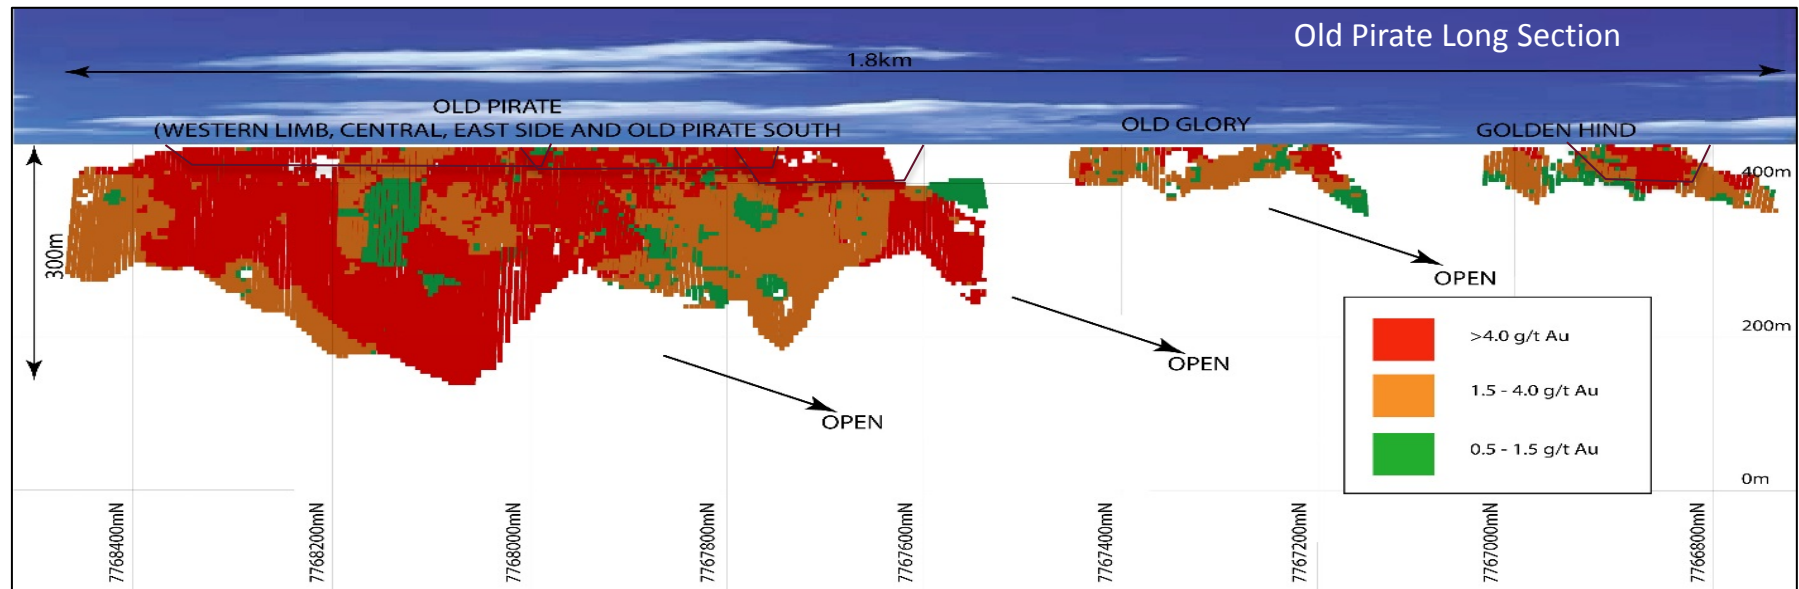 Old Pirate Long Section
1.8km
OLD PIRATE
(WESTERN LIMB, CENTRAL, EAST SIDE AND OLD PIRATE SOUTH
OLD GLORY
GOLDEN HIND
400m
300m
OPEN
OPEN
OPEN
>4.0 g/t Au
200m
1.5 - 4.0 g/t Au
0.5 - 1.5 g/t Au
0m
7768400mN
7768200mN
7768000mN
7767800mN
7767600mN
7767400mN
7767200mN
7767000mN
7766800mN